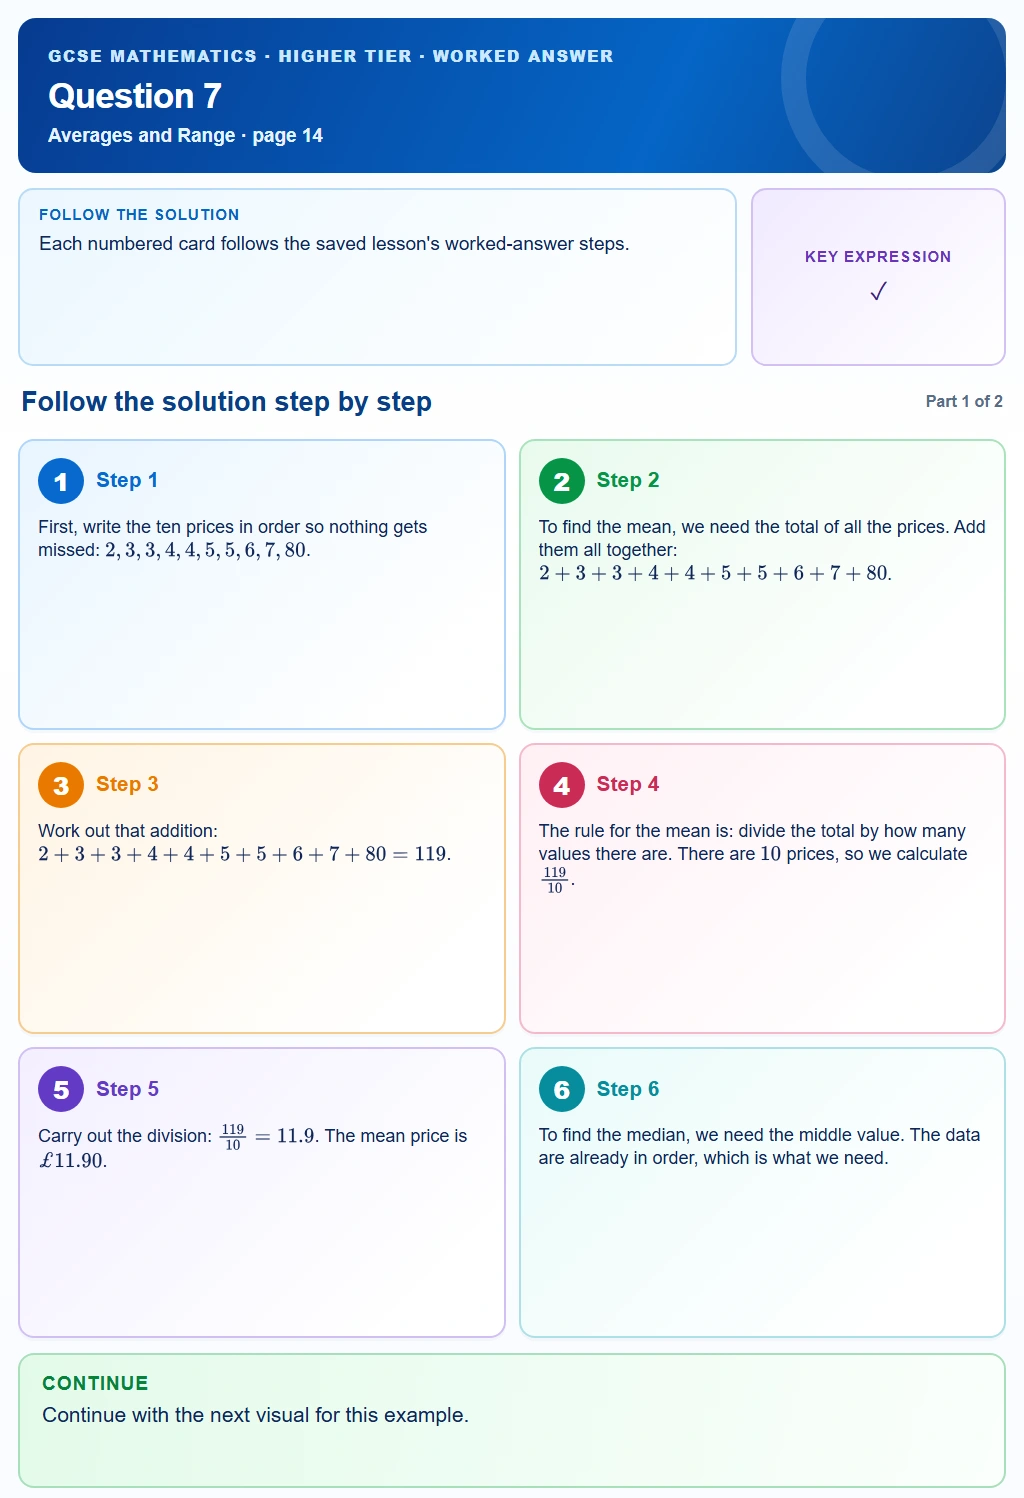 GCSE MATHEMATICS · HIGHER TIER · WORKED ANSWER
Question 7
Averages and Range · page 14
FOLLOW THE SOLUTION
Each numbered card follows the saved lesson's worked-answer steps.
KEY EXPRESSION
✓
Follow the solution step by step
Part 1 of 2
1 Step 1
First, write the ten prices in order so nothing gets
missed: 2, 3, 3, 4, 4, 5, 5, 6, 7, 80.
2 Step 2
To find the mean, we need the total of all the prices. Add
them all together:
2 + 3 + 3 + 4 + 4 + 5 + 5 + 6 + 7 + 80.
3 Step 3
Work out that addition:
2 + 3 + 3 + 4 + 4 + 5 + 5 + 6 + 7 + 80 = 119.
4 Step 4
The rule for the mean is: divide the total by how many
values there are. There are 10 prices, so we calculate
119/10.
5 Step 5
Carry out the division: 119/10 = 11.9. The mean price is
£11.90.
6 Step 6
To find the median, we need the middle value. The data
are already in order, which is what we need.
CONTINUE
Continue with the next visual for this example.